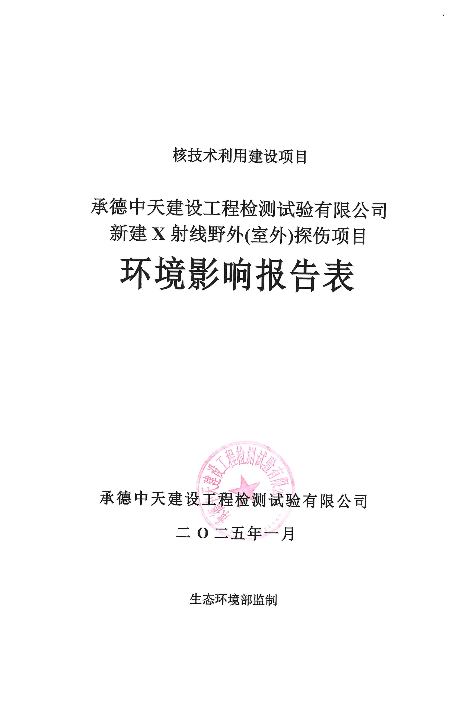 核技术利用建设项目
承德中天建设工程检测试验有限公司
新建 X 射线野外(室外)探伤项目
环境影响报告表
承德中天建设工程检测试验有限公司
二 O 二五年一月
生态环境部监制